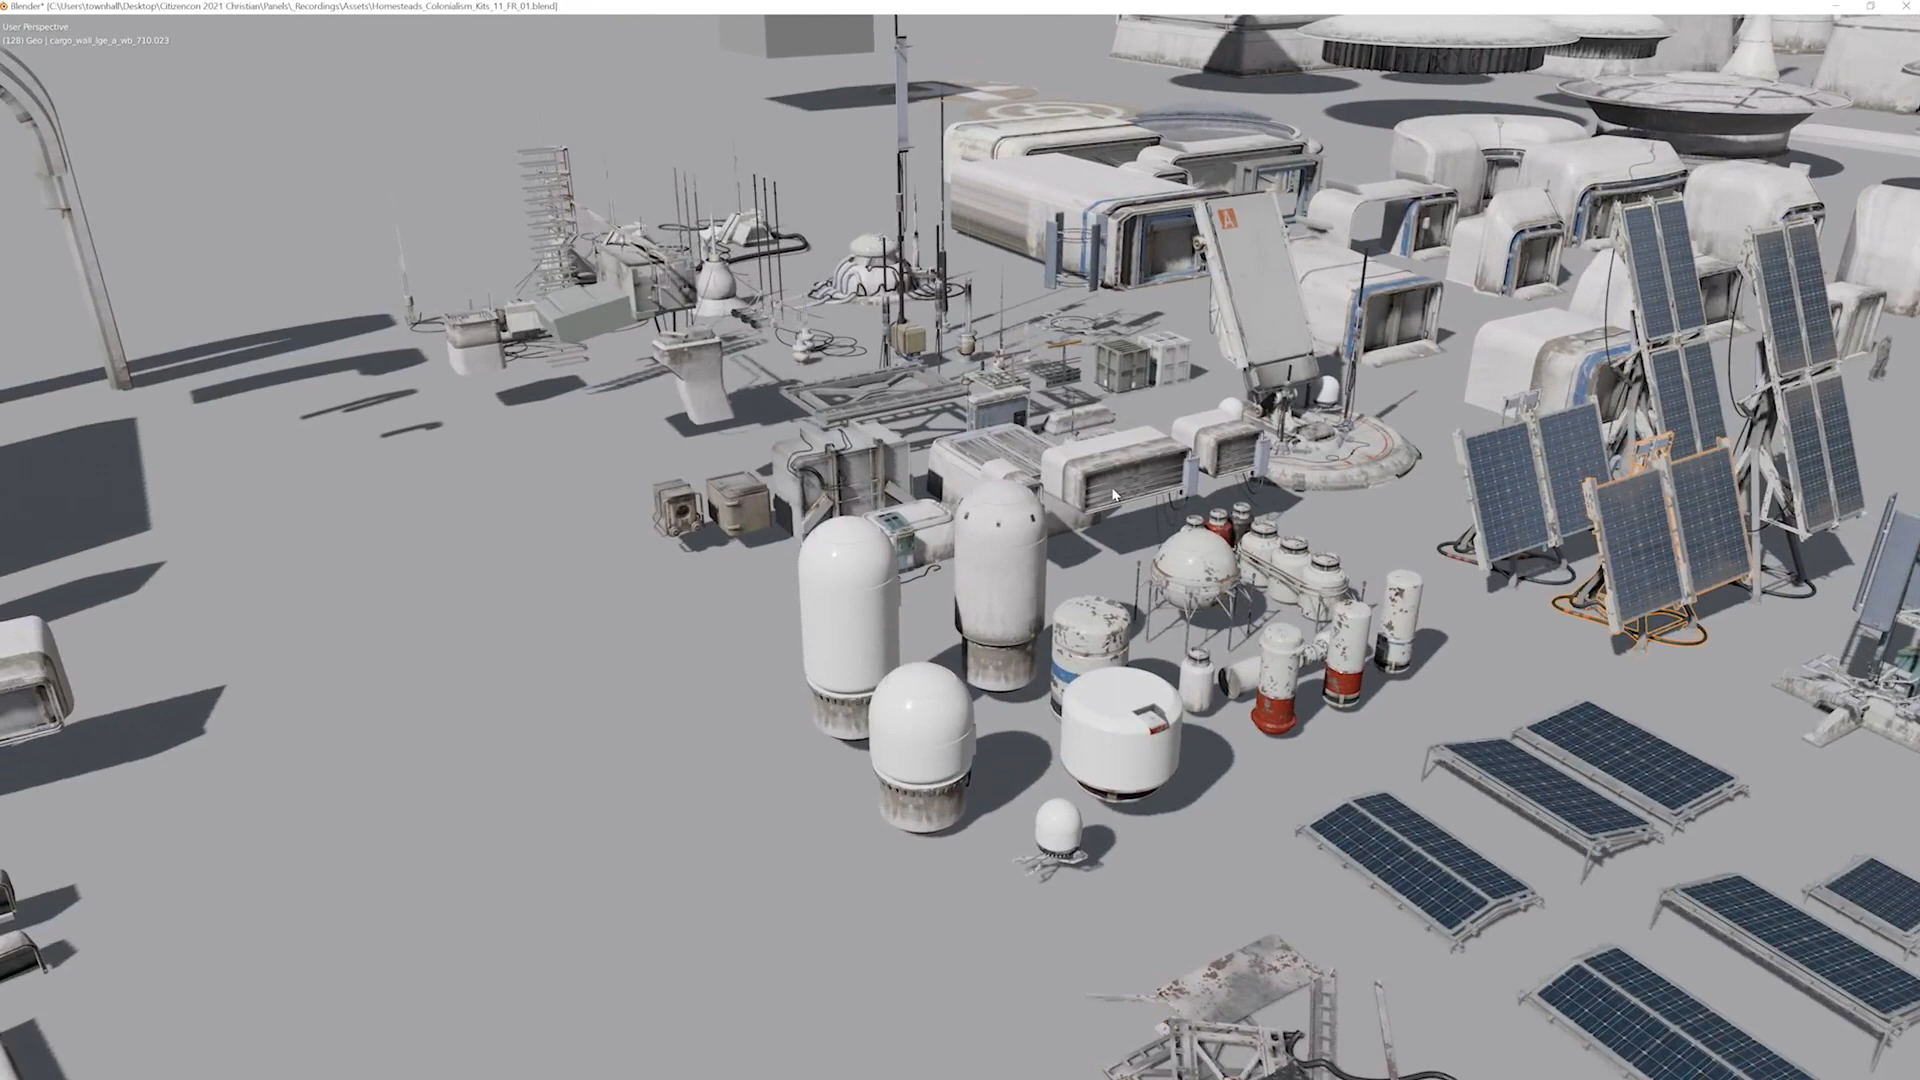 Blender* [C:\Users\townhall\Desktop\Citizencon 2021 Christian\Panels\_Recordings\Assets\Homesteads_Colonialism_Kits_11_FR_01.blend]
User Perspective
(128) Geo | cargo_wall_lge_a_wb_710.023
A